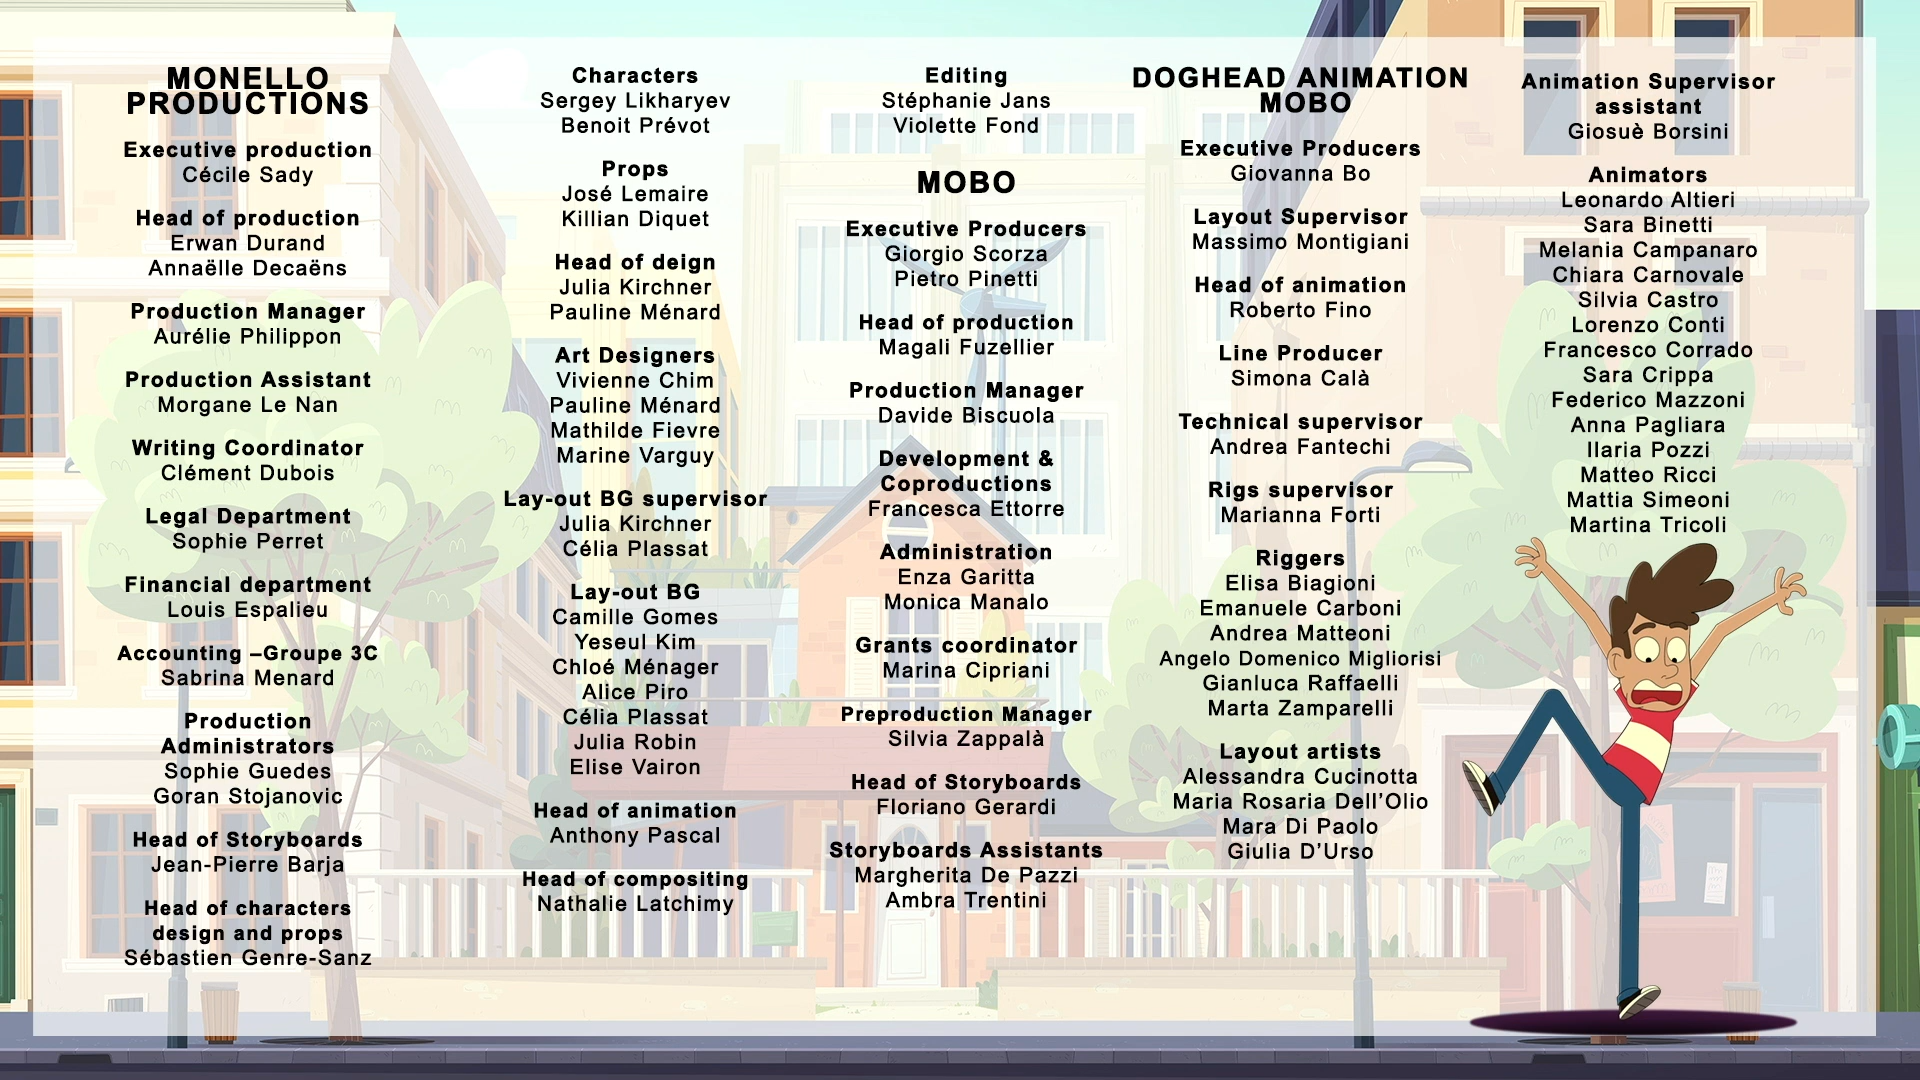 MONELLO
PRODUCTIONS
Executive production
Cécile Sady
Head of production
Erwan Durand
Annaëlle Decaëns
Production Manager
Aurélie Philippon
Production Assistant
Morgane Le Nan
Writing Coordinator
Clément Dubois
Legal Department
Sophie Perret
Financial department
Louis Espalieu
Accounting –Groupe 3C
Sabrina Menard
Production
Administrators
Sophie Guedes
Goran Stojanovic
Head of Storyboards
Jean-Pierre Barja
Head of characters
design and props
Sébastien Genre-Sanz
Characters
Sergey Likharyev
Benoit Prévot
Props
José Lemaire
Killian Diquet
Head of deign
Julia Kirchner
Pauline Ménard
Art Designers
Vivienne Chim
Pauline Ménard
Mathilde Fievre
Marine Varguy
Lay-out BG supervisor
Julia Kirchner
Célia Plassat
Lay-out BG
Camille Gomes
Yeseul Kim
Chloé Ménager
Alice Piro
Célia Plassat
Julia Robin
Elise Vairon
Head of animation
Anthony Pascal
Head of compositing
Nathalie Latchimy
Editing
Stéphanie Jans
Violette Fond
MOBO
Executive Producers
Giorgio Scorza
Pietro Pinetti
Head of production
Magali Fuzellier
Production Manager
Davide Biscuola
Development &
Coproductions
Francesca Ettorre
Administration
Enza Garitta
Monica Manalo
Grants coordinator
Marina Cipriani
Preproduction Manager
Silvia Zappalà
Head of Storyboards
Floriano Gerardi
Storyboards Assistants
Margherita De Pazzi
Ambra Trentini
DOGHEAD ANIMATION
MOBO
Executive Producers
Giovanna Bo
Layout Supervisor
Massimo Montigiani
Head of animation
Roberto Fino
Line Producer
Simona Calà
Technical supervisor
Andrea Fantechi
Rigs supervisor
Marianna Forti
Riggers
Elisa Biagioni
Emanuele Carboni
Andrea Matteoni
Angelo Domenico Migliorisi
Gianluca Raffaelli
Marta Zamparelli
Layout artists
Alessandra Cucinotta
Maria Rosaria Dell’Olio
Mara Di Paolo
Giulia D’Urso
Animation Supervisor
assistant
Giosuè Borsini
Animators
Leonardo Altieri
Sara Binetti
Melania Campanaro
Chiara Carnovale
Silvia Castro
Lorenzo Conti
Francesco Corrado
Sara Crippa
Federico Mazzoni
Anna Pagliara
Ilaria Pozzi
Matteo Ricci
Mattia Simeoni
Martina Tricoli